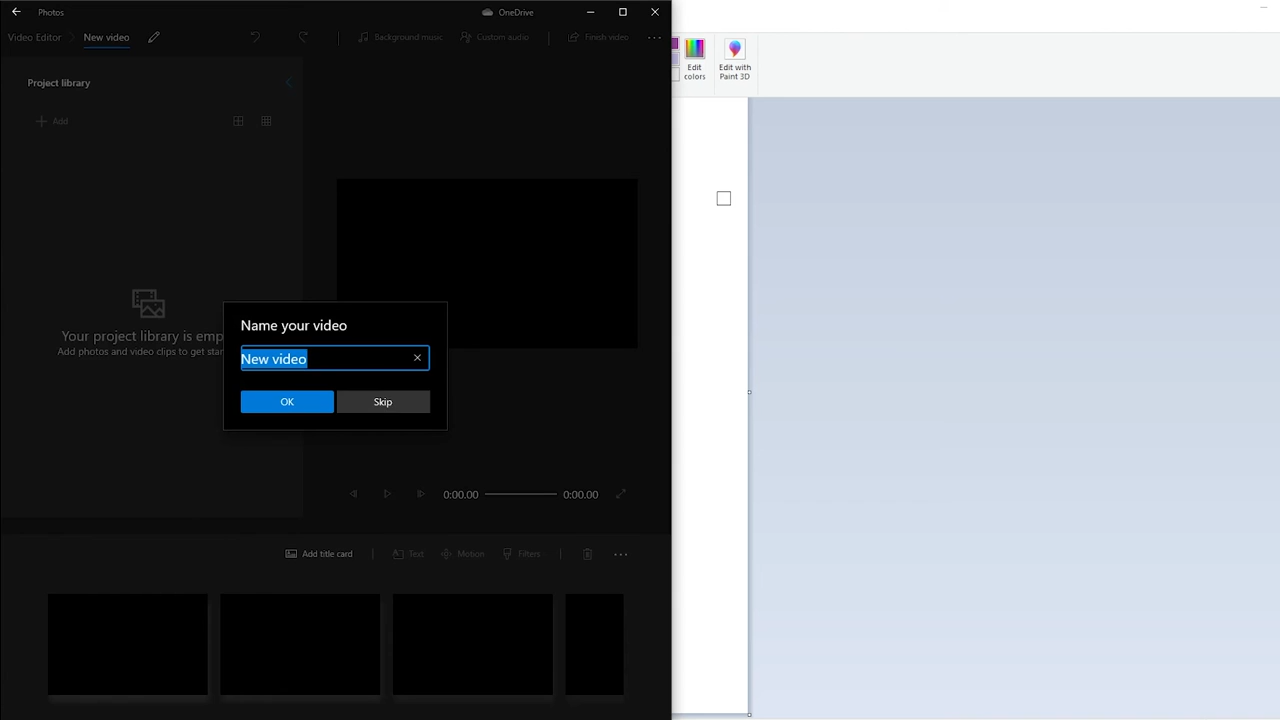 Photos
OneDrive
Video Editor
New video
Background music
Custom audio
Finish video
Project library
Add
Your project library is emp
Add photos and video clips to get star
Name your video
New video
OK
Skip
0:00.00
0:00.00
Add title card
Text
Motion
Filters
Edit
colors
Edit with
Paint 3D